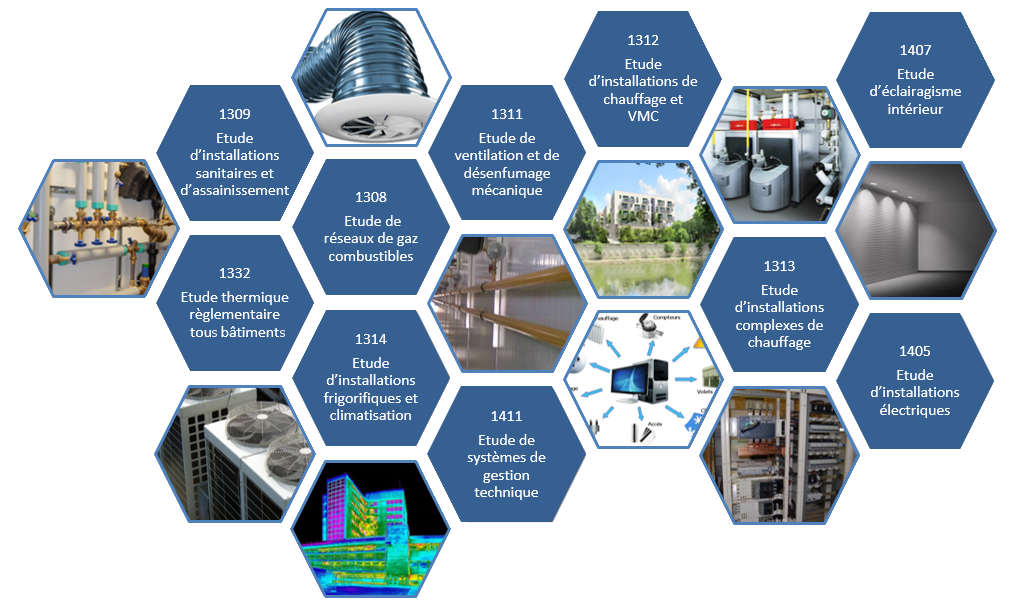 1309
Etude
d’installations
sanitaires et
d’assainissement
1332
Etude thermique
règlementaire
tous bâtiments
1308
Etude de
réseaux de gaz
combustibles
1314
Etude
d’installations
frigorifiques et
climatisation
1311
Etude de
ventilation et de
désenfumage
mécanique
1411
Etude de
systèmes de
gestion
technique
1312
Etude
d’installations de
chauffage et
VMC
hauffage
Compteurs
Volets
Accès
1313
Etude
d’installations
complexes de
chauffage
1407
Etude
d’éclairagisme
intérieur
1405
Etude
d’installations
électriques